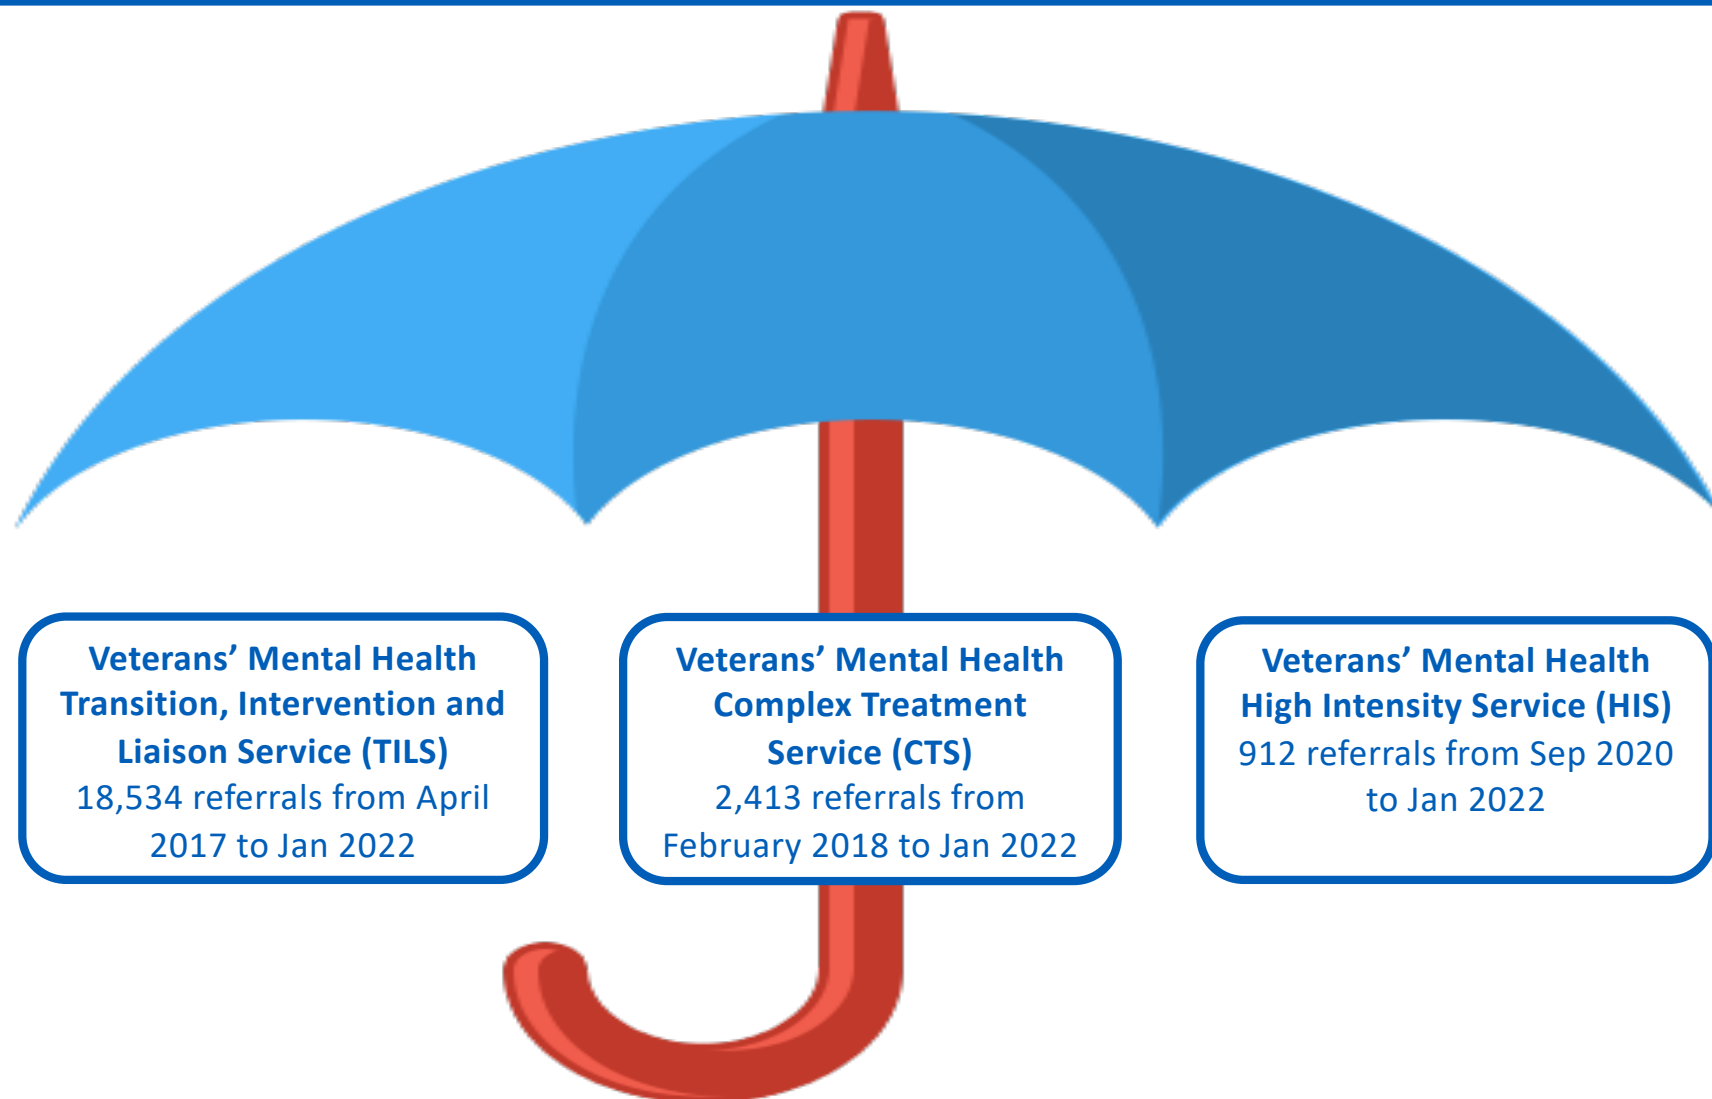 Veterans’ Mental Health
Transition, Intervention and
Liaison Service (TILS)
18,534 referrals from April
2017 to Jan 2022
Veterans’ Mental Health
Complex Treatment
Service (CTS)
2,413 referrals from
February 2018 to Jan 2022
Veterans’ Mental Health
High Intensity Service (HIS)
912 referrals from Sep 2020
to Jan 2022